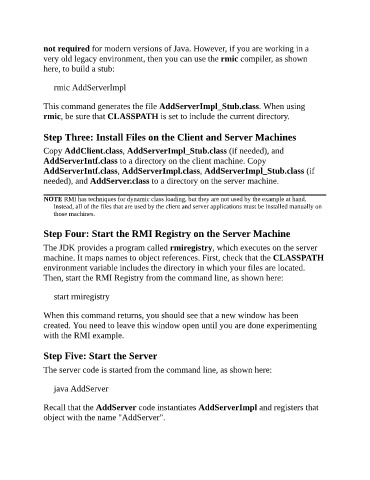 not required for modern versions of Java. However, if you are working in a
very old legacy environment, then you can use the rmic compiler, as shown
here, to build a stub:
rmic AddServerImpl
This command generates the file AddServerImpl_Stub.class. When using
rmic, be sure that CLASSPATH is set to include the current directory.
Step Three: Install Files on the Client and Server Machines
Copy AddClient.class, AddServerImpl_Stub.class (if needed), and
AddServerIntf.class to a directory on the client machine. Copy
AddServerIntf.class, AddServerImpl.class, AddServerImpl_Stub.class (if
needed), and AddServer.class to a directory on the server machine.
NOTE RMI has techniques for dynamic class loading, but they are not used by the example at hand.
Instead, all of the files that are used by the client and server applications must be installed manually on
those machines.
Step Four: Start the RMI Registry on the Server Machine
The JDK provides a program called rmiregistry, which executes on the server
machine. It maps names to object references. First, check that the CLASSPATH
environment variable includes the directory in which your files are located.
Then, start the RMI Registry from the command line, as shown here:
start rmiregistry
When this command returns, you should see that a new window has been
created. You need to leave this window open until you are done experimenting
with the RMI example.
Step Five: Start the Server
The server code is started from the command line, as shown here:
java AddServer
Recall that the AddServer code instantiates AddServerImpl and registers that
object with the name "AddServer".